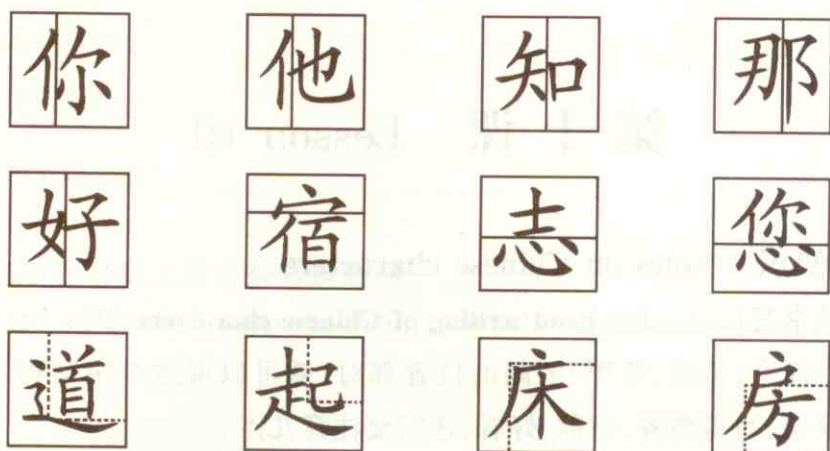 你 他 知 那
好 宿 志 您
道 起 床 房